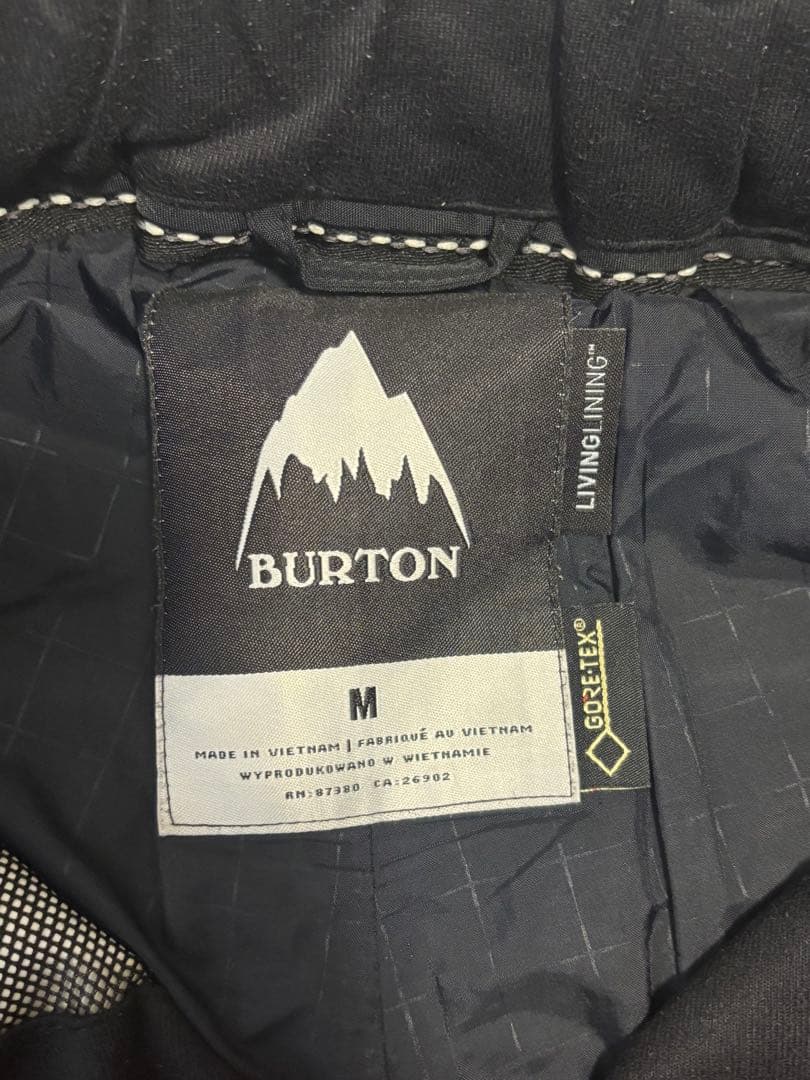 BURTON
M
MADE IN VIETNAM | FABRIQUÉ AU VIETNAM
WYPRODUKOWANO W WIETNAMIE
RN:87380 CA:26902
LIVINGLINING™
GORE-TEX®